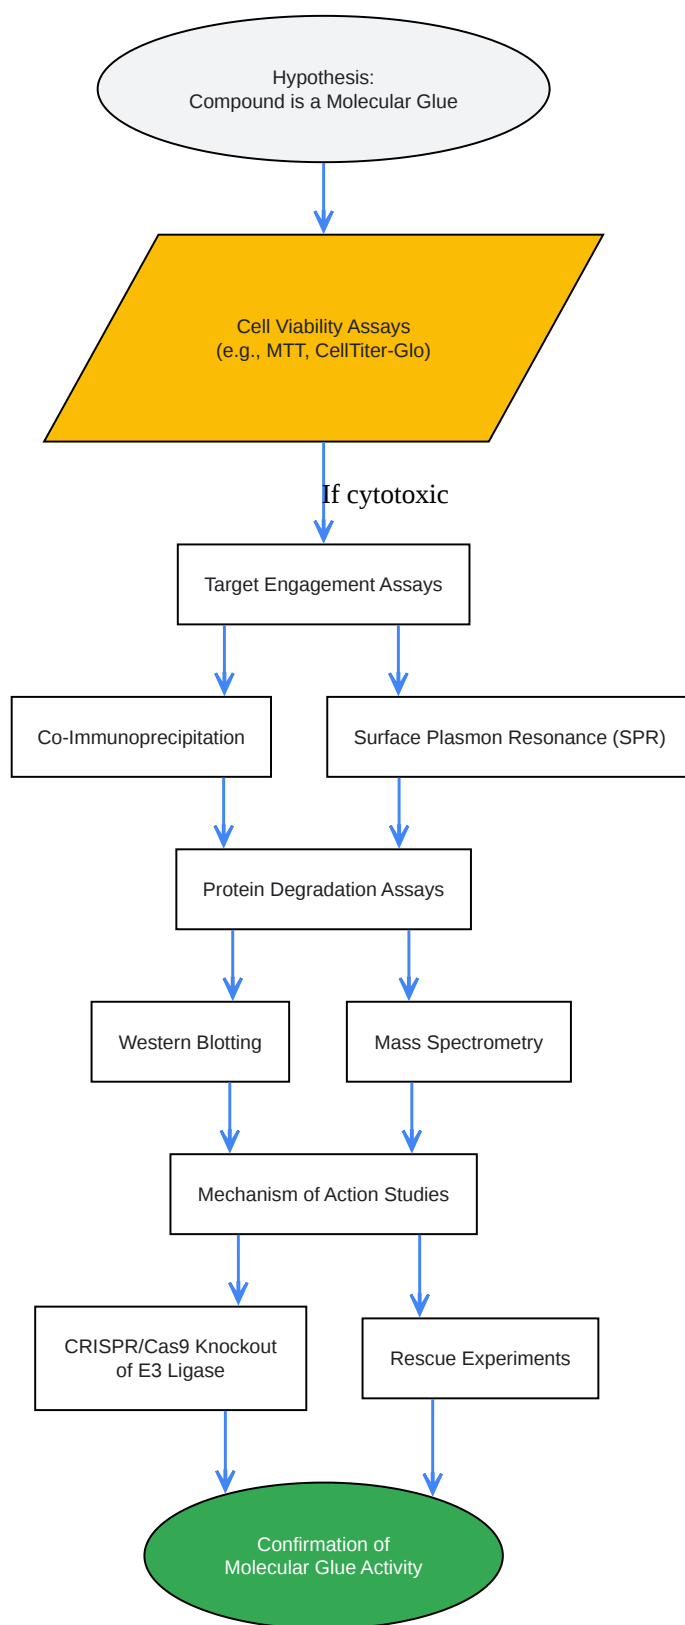 Hypothesis:
Compound is a Molecular Glue
Cell Viability Assays
(e.g., MTT, CellTiter-Glo)
If cytotoxic
Target Engagement Assays
Co-Immunoprecipitation
Surface Plasmon Resonance (SPR)
Protein Degradation Assays
Western Blotting
Mass Spectrometry
Mechanism of Action Studies
CRISPR/Cas9 Knockout
of E3 Ligase
Rescue Experiments
Confirmation of
Molecular Glue Activity